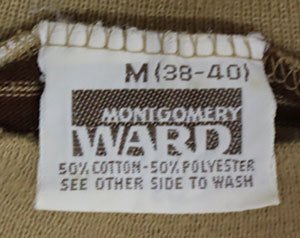 M (38-40)
MONTGOMERY
WARD
50% COTTON-50% POLYESTER
SEE OTHER SIDE TO WASH